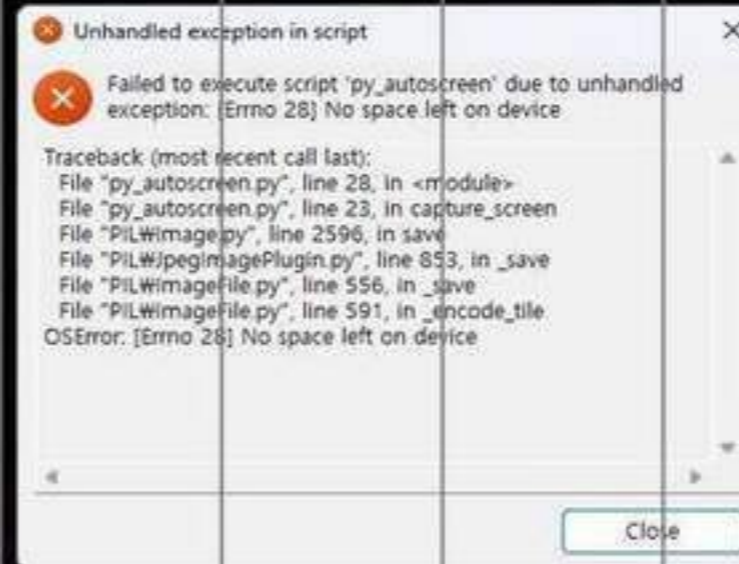 Unhandled exception in script
Failed to execute script 'py_autoscreen' due to unhandled
exception: [Errno 28] No space left on device
Traceback (most recent call last):
File "py_autoscreen.py", line 28, in <module>
File "py_autoscreen.py", line 23, in capture_screen
File "PIL₩Image.py", line 2596, in save
File "PIL₩JpegImagePlugin.py", line 853, in _save
File "PIL₩ImageFile.py", line 556, in _save
File "PIL₩ImageFile.py", line 591, in _encode_tile
OSError: [Errno 28] No space left on device
Close